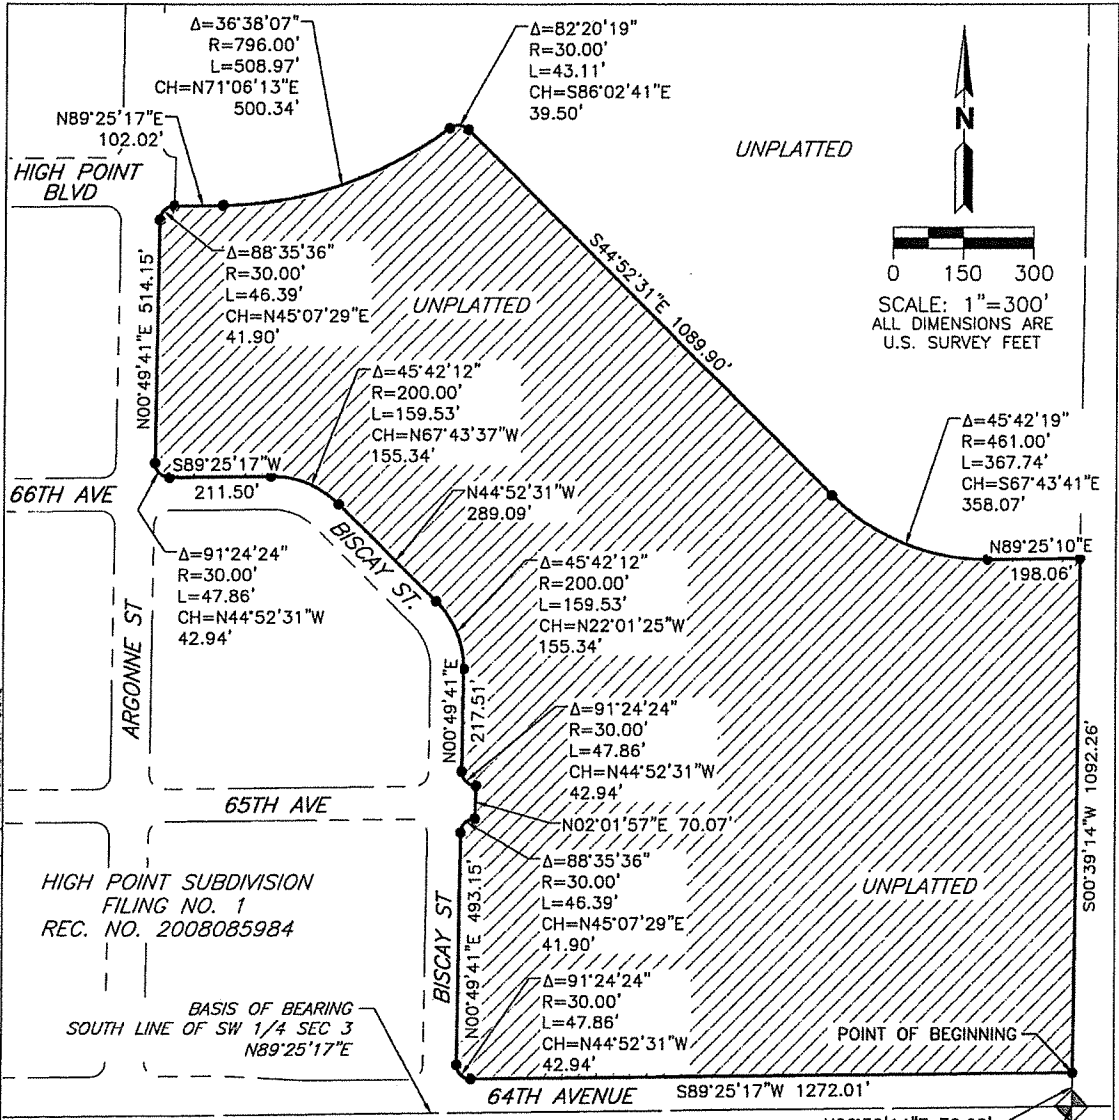 Δ=36°38'07"
R=796.00'
L=508.97'
CH=N71°06'13"E
500.34'
Δ=82°20'19"
R=30.00'
L=43.11'
CH=S86°02'41"E
39.50'
N89°25'17"E
102.02'
HIGH POINT
BLVD
UNPLATTED
N
0 150 300
SCALE: 1"=300'
ALL DIMENSIONS ARE
U.S. SURVEY FEET
Δ=88°35'36"
R=30.00'
L=46.39'
CH=N45°07'29"E
41.90'
UNPLATTED
N00°49'41"E 514.15'
S44°52'31"E 1089.90'
Δ=45°42'12"
R=200.00'
L=159.53'
CH=N67°43'37"W
155.34'
Δ=45°42'19"
R=461.00'
L=367.74'
CH=S67°43'41"E
358.07'
S89°25'17"W
211.50'
66TH AVE
N44°52'31"W
289.09'
BISCAY ST.
N89°25'10"E
198.06'
Δ=91°24'24"
R=30.00'
L=47.86'
CH=N44°52'31"W
42.94'
Δ=45°42'12"
R=200.00'
L=159.53'
CH=N22°01'25"W
155.34'
ARGONNE ST
N00°49'41"E
217.51'
Δ=91°24'24"
R=30.00'
L=47.86'
CH=N44°52'31"W
42.94'
65TH AVE
N02°01'57"E 70.07'
S00°39'14"W 1092.26'
Δ=88°35'36"
R=30.00'
L=46.39'
CH=N45°07'29"E
41.90'
HIGH POINT SUBDIVISION
FILING NO. 1
REC. NO. 2008085984
UNPLATTED
BISCAY ST
N00°49'41"E 493.15'
Δ=91°24'24"
R=30.00'
L=47.86'
CH=N44°52'31"W
42.94'
BASIS OF BEARING
SOUTH LINE OF SW 1/4 SEC 3
N89°25'17"E
POINT OF BEGINNING
64TH AVENUE
S89°25'17"W 1272.01'